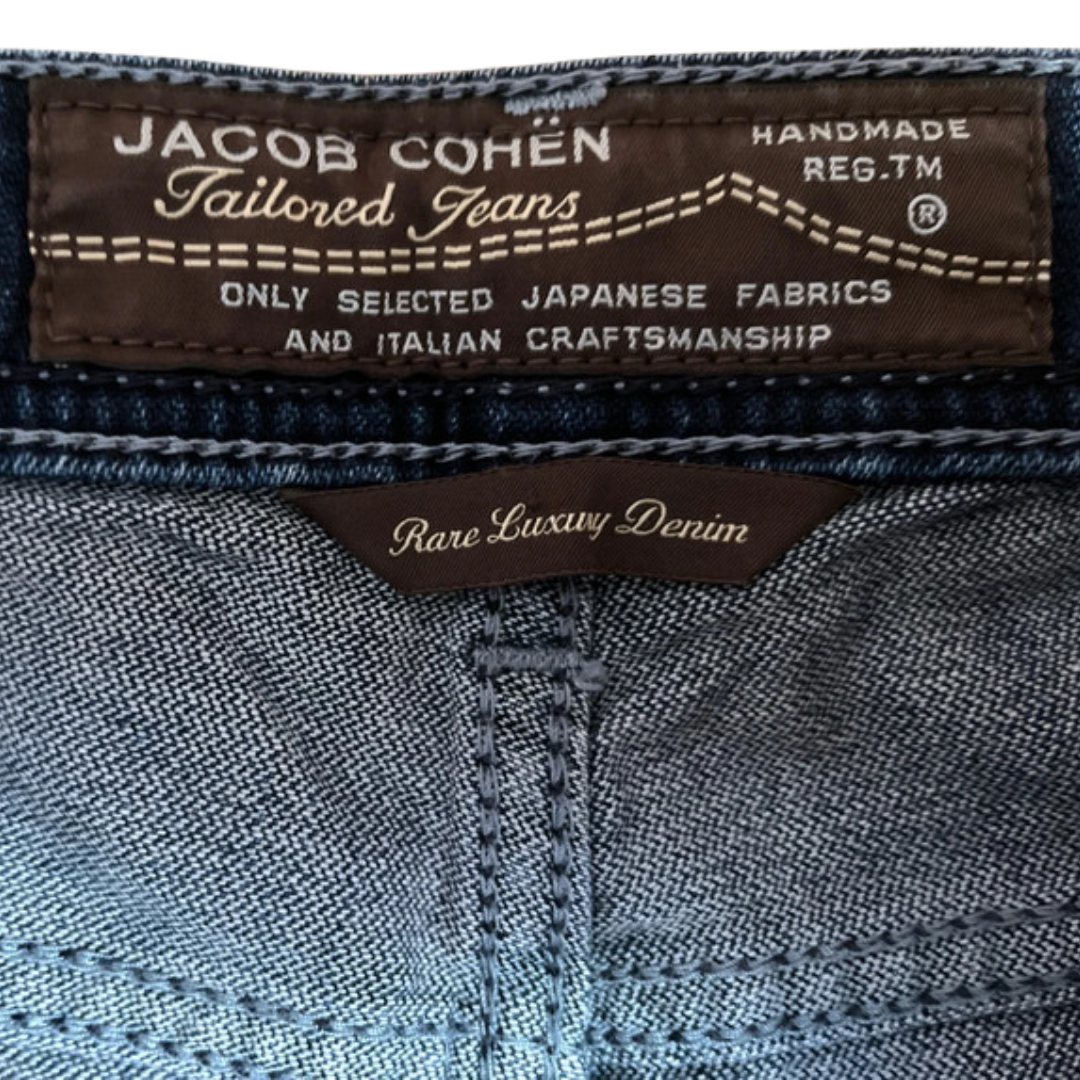 JACOB COHËN
Tailored Jeans
HANDMADE
REG.TM
®
ONLY SELECTED JAPANESE FABRICS
AND ITALIAN CRAFTSMANSHIP
Rare Luxury Denim